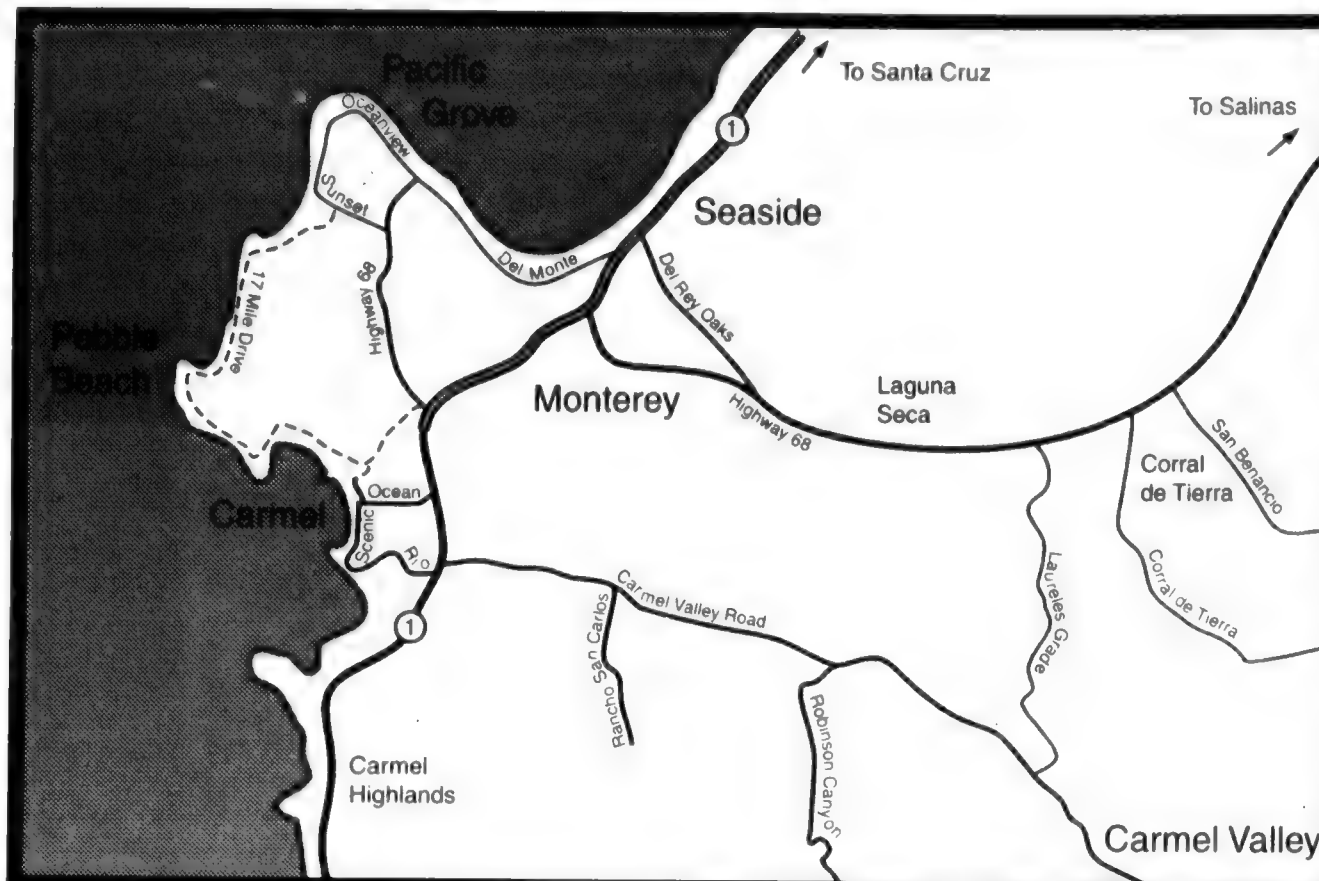 Pacific
Grove
To Santa Cruz
To Salinas
Oceanview
1
Sunset
Seaside
Del Monte
Del Rey Oaks
17 Mile Drive
Highway 68
Pebble
Beach
Monterey
Highway 68
Laguna
Seca
Corral
de Tierra
San Benancio
Ocean
Carmel
Scenic
Rio
Laureles Grade
Corral de Tierra
Carmel Valley Road
1
Rancho San Carlos
Robinson Canyon
Carmel
Highlands
Carmel Valley